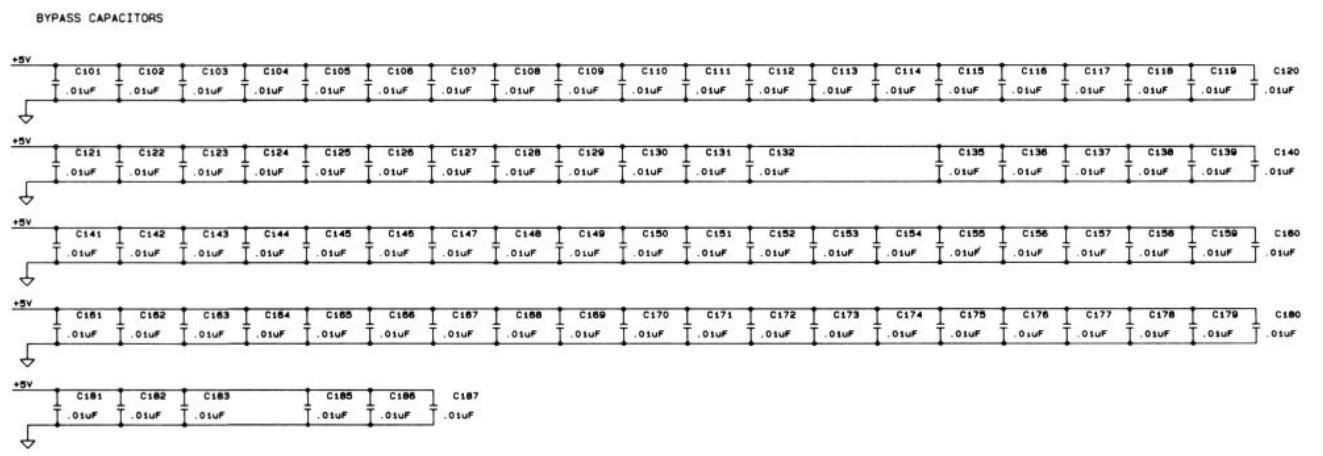 BYPASS CAPACITORS
+5V
C101 C102 C103 C104 C105 C106 C107 C108 C109 C110 C111 C112 C113 C114 C115 C116 C117 C118 C119 C120
.01uF .01uF .01uF .01uF .01uF .01uF .01uF .01uF .01uF .01uF .01uF .01uF .01uF .01uF .01uF .01uF .01uF .01uF .01uF .01uF
+5V
C121 C122 C123 C124 C125 C126 C127 C128 C129 C130 C131 C132 C135 C136 C137 C138 C139 C140
.01uF .01uF .01uF .01uF .01uF .01uF .01uF .01uF .01uF .01uF .01uF .01uF .01uF .01uF .01uF .01uF .01uF .01uF
+5V
C141 C142 C143 C144 C145 C146 C147 C148 C149 C150 C151 C152 C153 C154 C155 C156 C157 C158 C159 C160
.01uF .01uF .01uF .01uF .01uF .01uF .01uF .01uF .01uF .01uF .01uF .01uF .01uF .01uF .01uF .01uF .01uF .01uF .01uF .01uF
+5V
C161 C162 C163 C164 C165 C166 C167 C168 C169 C170 C171 C172 C173 C174 C175 C176 C177 C178 C179 C180
.01uF .01uF .01uF .01uF .01uF .01uF .01uF .01uF .01uF .01uF .01uF .01uF .01uF .01uF .01uF .01uF .01uF .01uF .01uF .01uF
+5V
C181 C182 C183 C185 C186 C187
.01uF .01uF .01uF .01uF .01uF .01uF